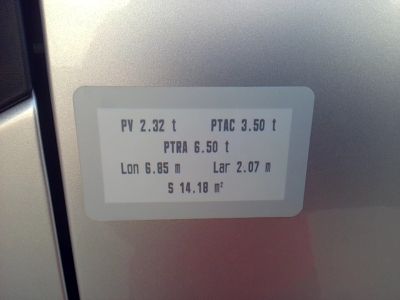 PV 2.32 t PTAC 3.50 t
PTRA 6.50 t
Lon 6.85 m Lar 2.07 m
S 14.18 m²